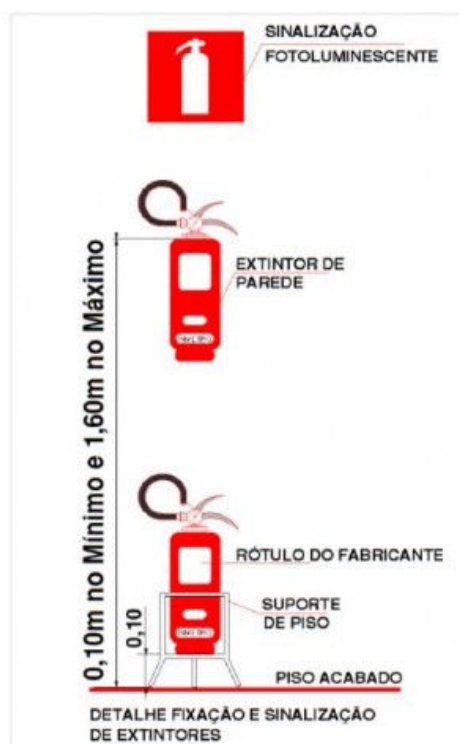 SINALIZAÇÃO
FOTOLUMINESCENTE
EXTINTOR DE
PAREDE
0,10m no Mínimo e 1,60m no Máximo
RÓTULO DO FABRICANTE
SUPORTE
DE PISO
0,10
PISO ACABADO
DETALHE FIXAÇÃO E SINALIZAÇÃO
DE EXTINTORES